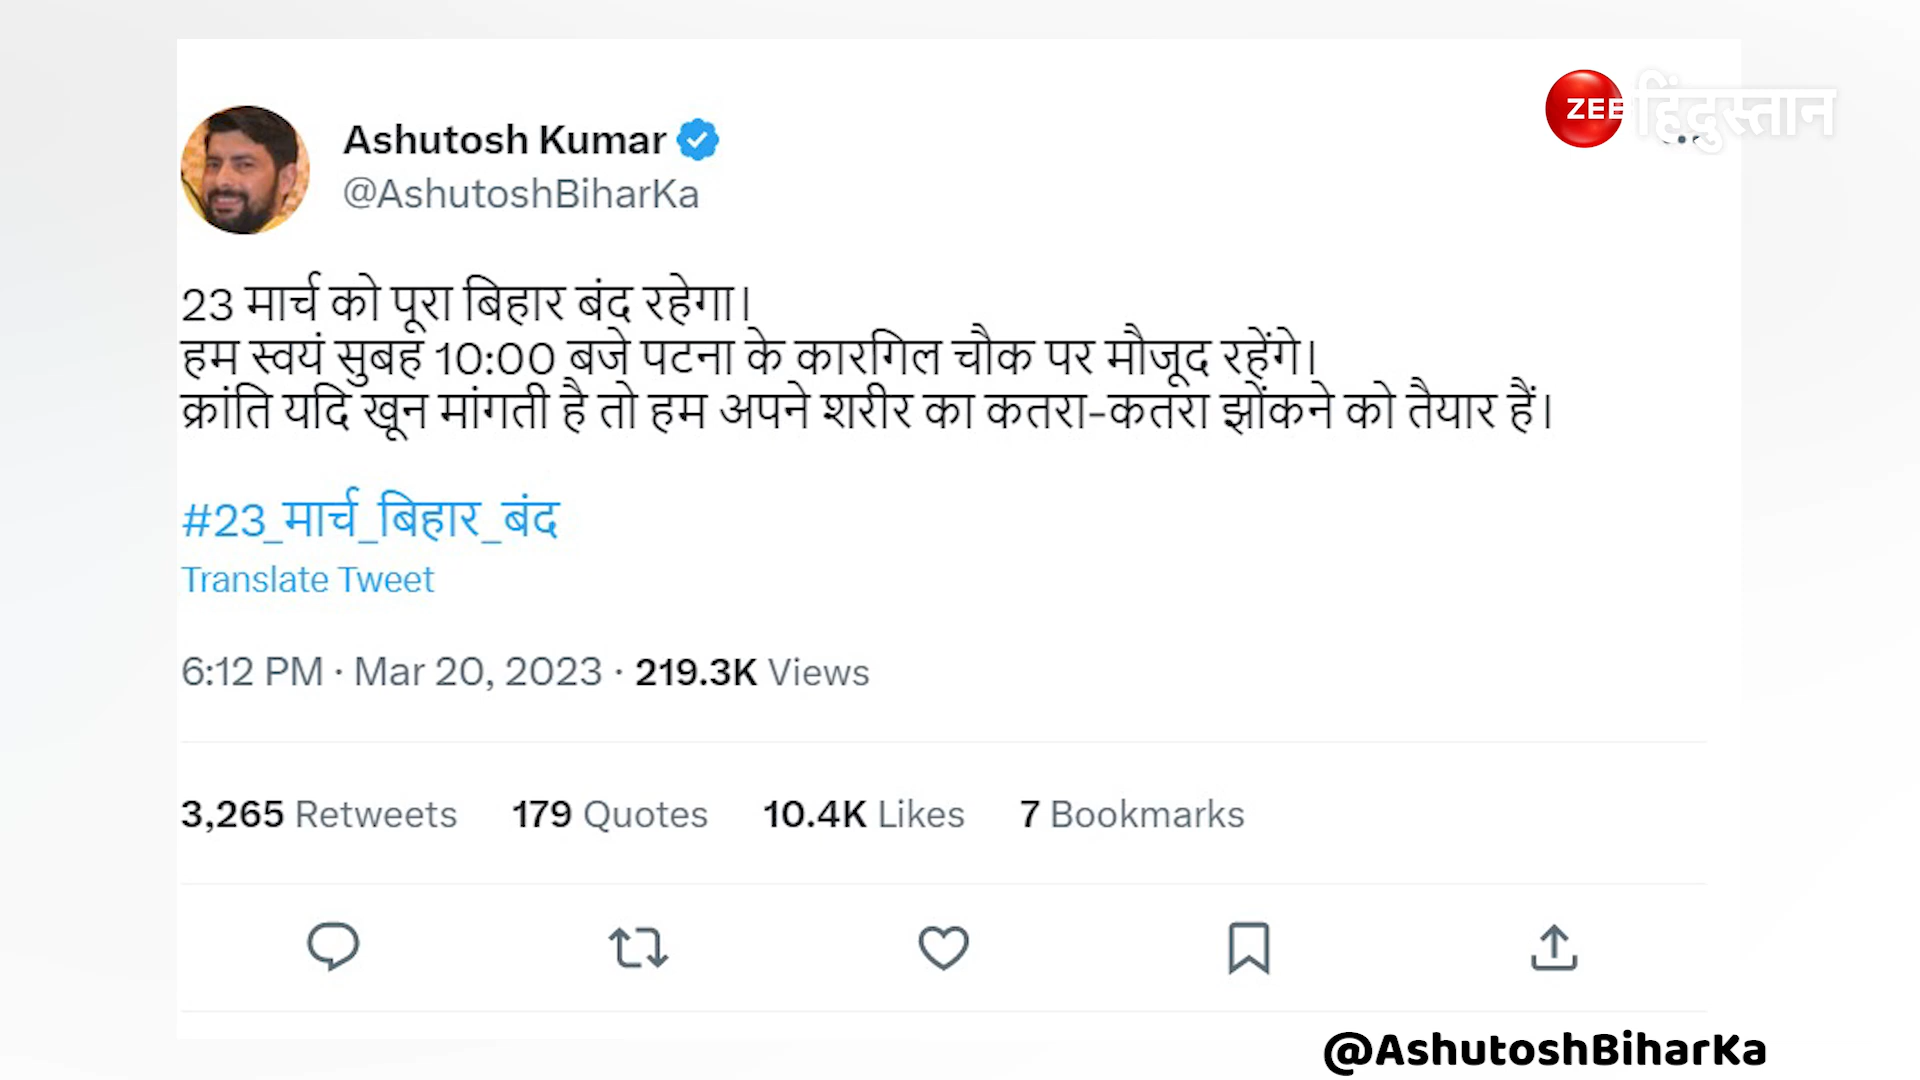 ZEE हिंदुस्तान
Ashutosh Kumar
@AshutoshBiharKa
23 मार्च को पूरा बिहार बंद रहेगा।
हम स्वयं सुबह 10:00 बजे पटना के कारगिल चौक पर मौजूद रहेंगे।
क्रांति यदि खून मांगती है तो हम अपने शरीर का कतरा-कतरा झोंकने को तैयार हैं।
#23_मार्च_बिहार_बंद
Translate Tweet
6:12 PM · Mar 20, 2023 · 219.3K Views
3,265 Retweets 179 Quotes 10.4K Likes 7 Bookmarks
@AshutoshBiharKa